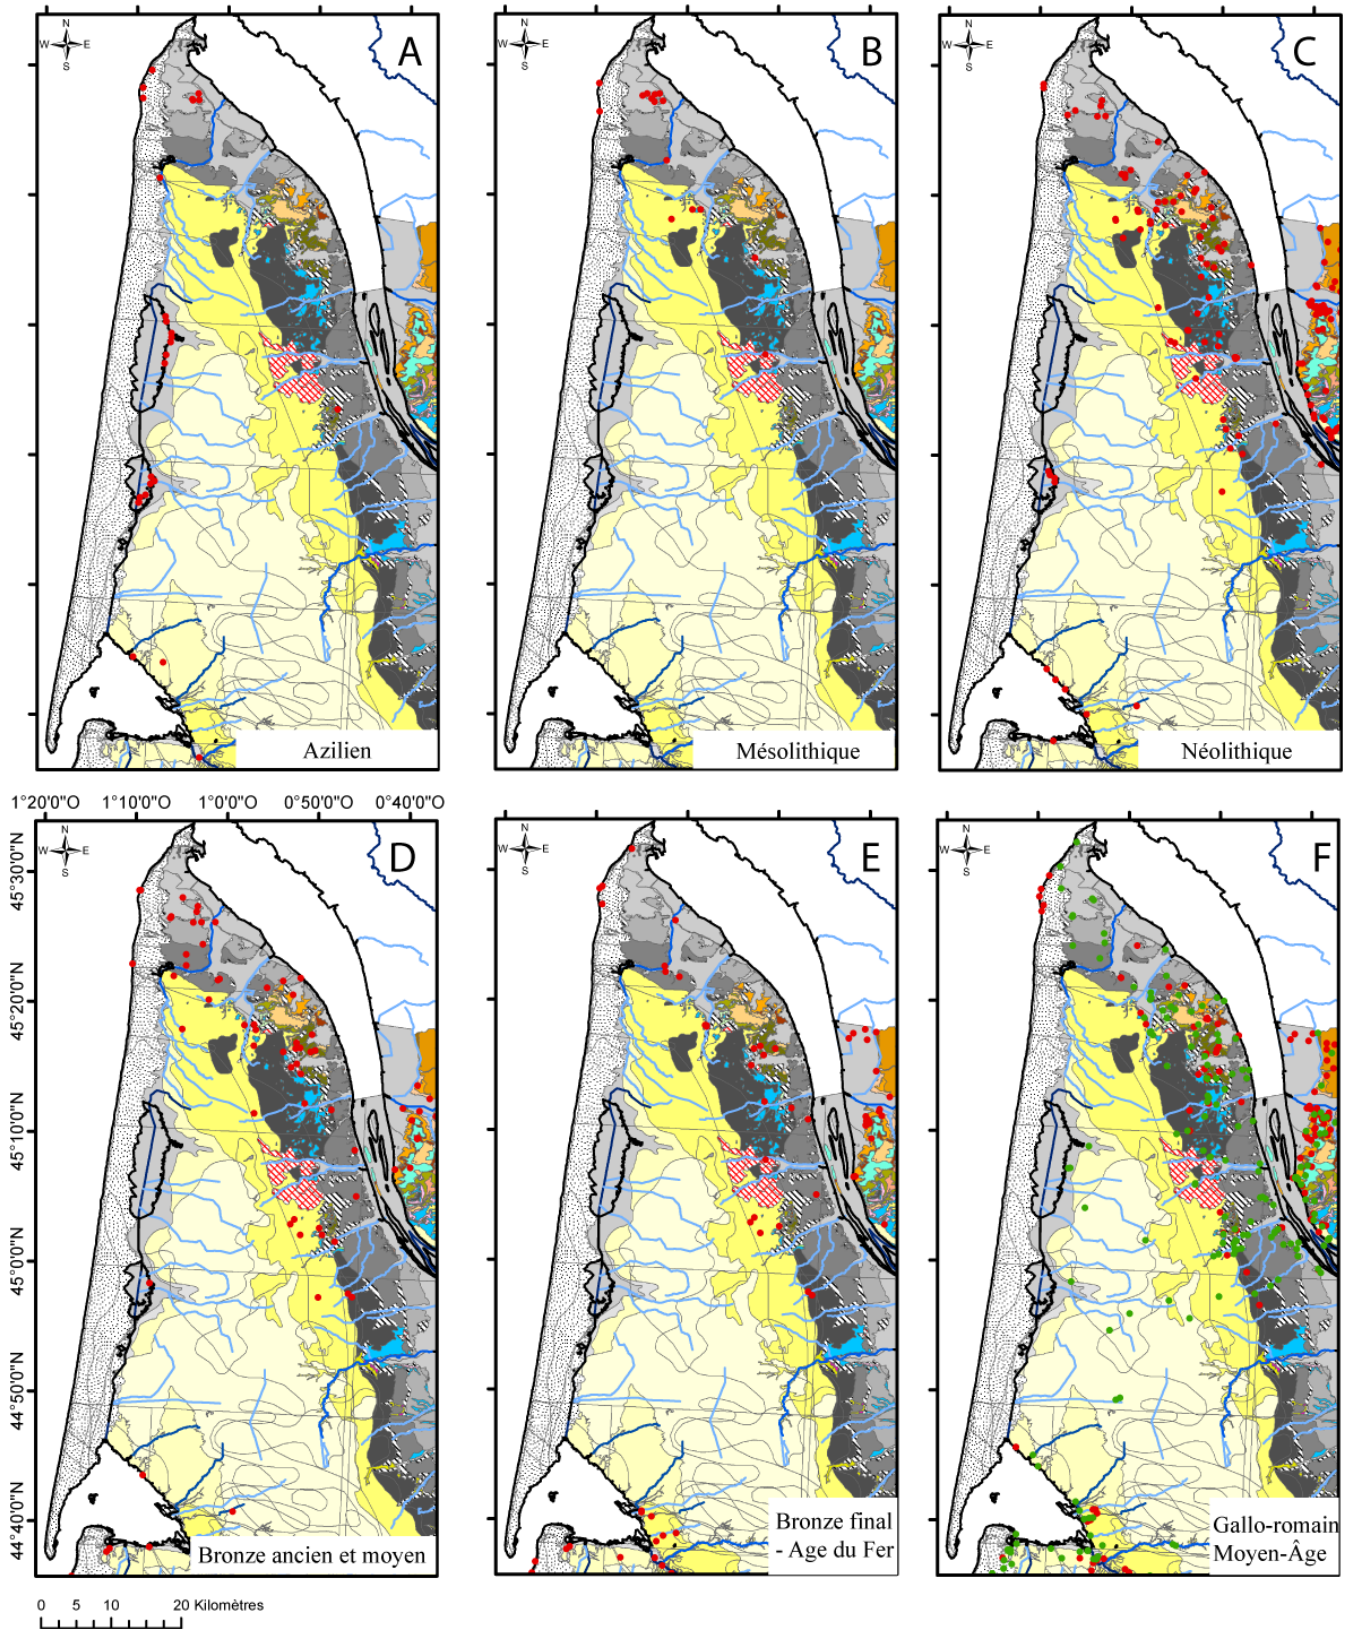 N
W E
S
A
Azilien
N
W E
S
B
Mésolithique
N
W E
S
C
Néolithique
1°20'0"O 1°10'0"O 1°0'0"O 0°50'0"O 0°40'0"O
45°30'0"N
45°20'0"N
45°10'0"N
45°0'0"N
44°50'0"N
44°40'0"N
N
W E
S
D
Bronze ancien et moyen
N
W E
S
E
Bronze final
- Age du Fer
N
W E
S
F
Gallo-romain
Moyen-Âge
0 5 10 20 Kilomètres